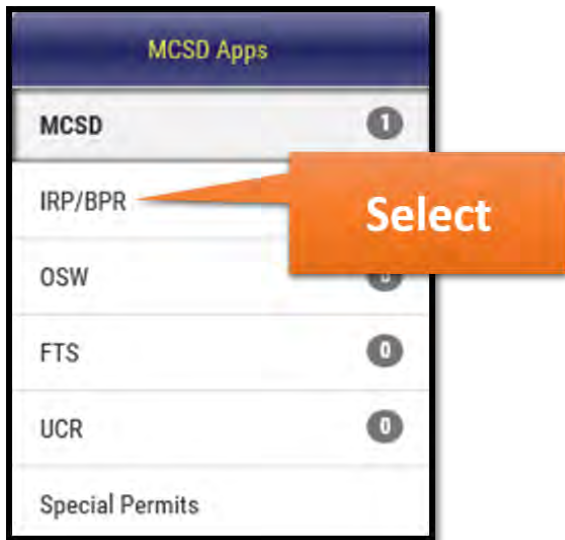 MCSD Apps
MCSD 1
IRP/BPR
Select
OSW
FTS 0
UCR 0
Special Permits